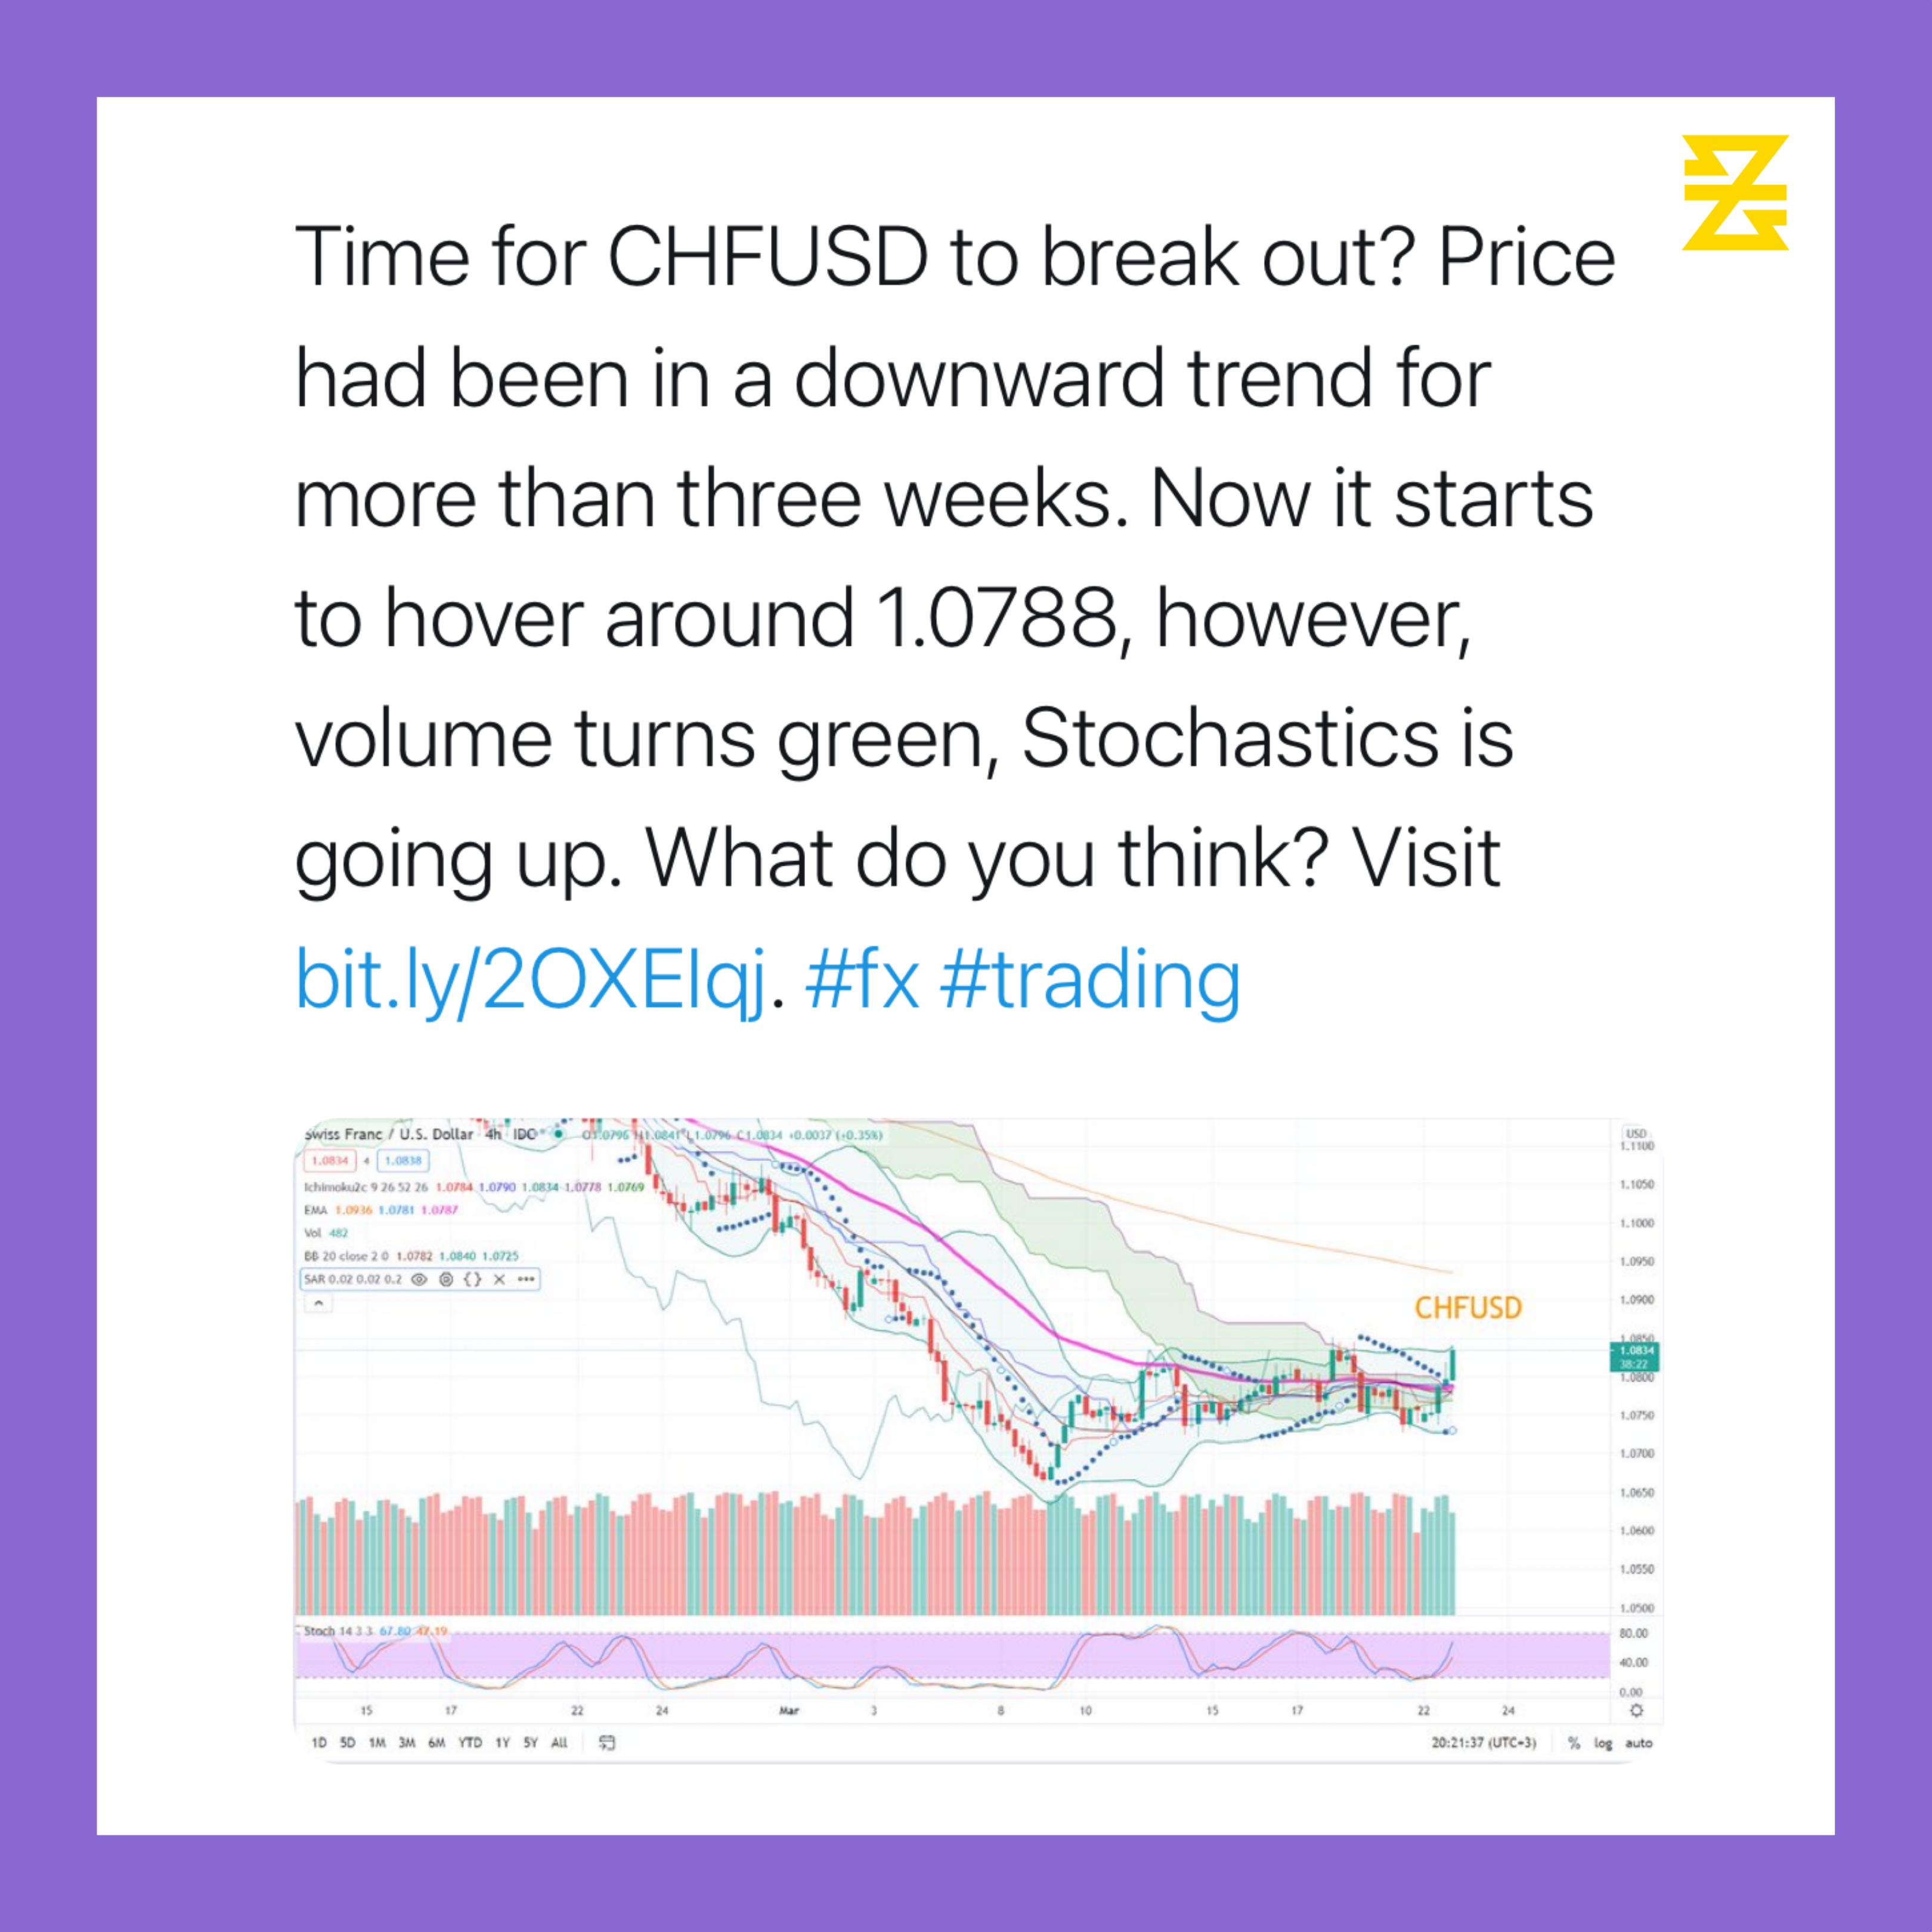 Time for CHFUSD to break out? Price
had been in a downward trend for
more than three weeks. Now it starts
to hover around 1.0788, however,
volume turns green, Stochastics is
going up. What do you think? Visit
bit.ly/2OXElqj. #fx #trading
Swiss Franc / U.S. Dollar 4h IDC O1.0796 H1.0841 L1.0796 C1.0834 +0.0037 (+0.35%)
USD
1.0834 4 1.0838
Ichimoku2c 9 26 52 26 1.0784 1.0790 1.0834 1.0778 1.0769
EMA 1.0936 1.0781 1.0787
Vol 482
BB 20 close 2 0 1.0782 1.0840 1.0725
SAR 0.02 0.02 0.2
1.1100
1.1050
1.1000
1.0950
1.0900
CHFUSD
1.0850
1.0834
38:22
1.0800
1.0750
1.0700
1.0650
1.0600
1.0550
1.0500
Stoch 14 3 3 67.80 47.19
80.00
40.00
0.00
15 17 22 24 Mar 3 8 10 15 17 22 24
1D 5D 1M 3M 6M YTD 1Y 5Y All 20:21:37 (UTC+3) % log auto